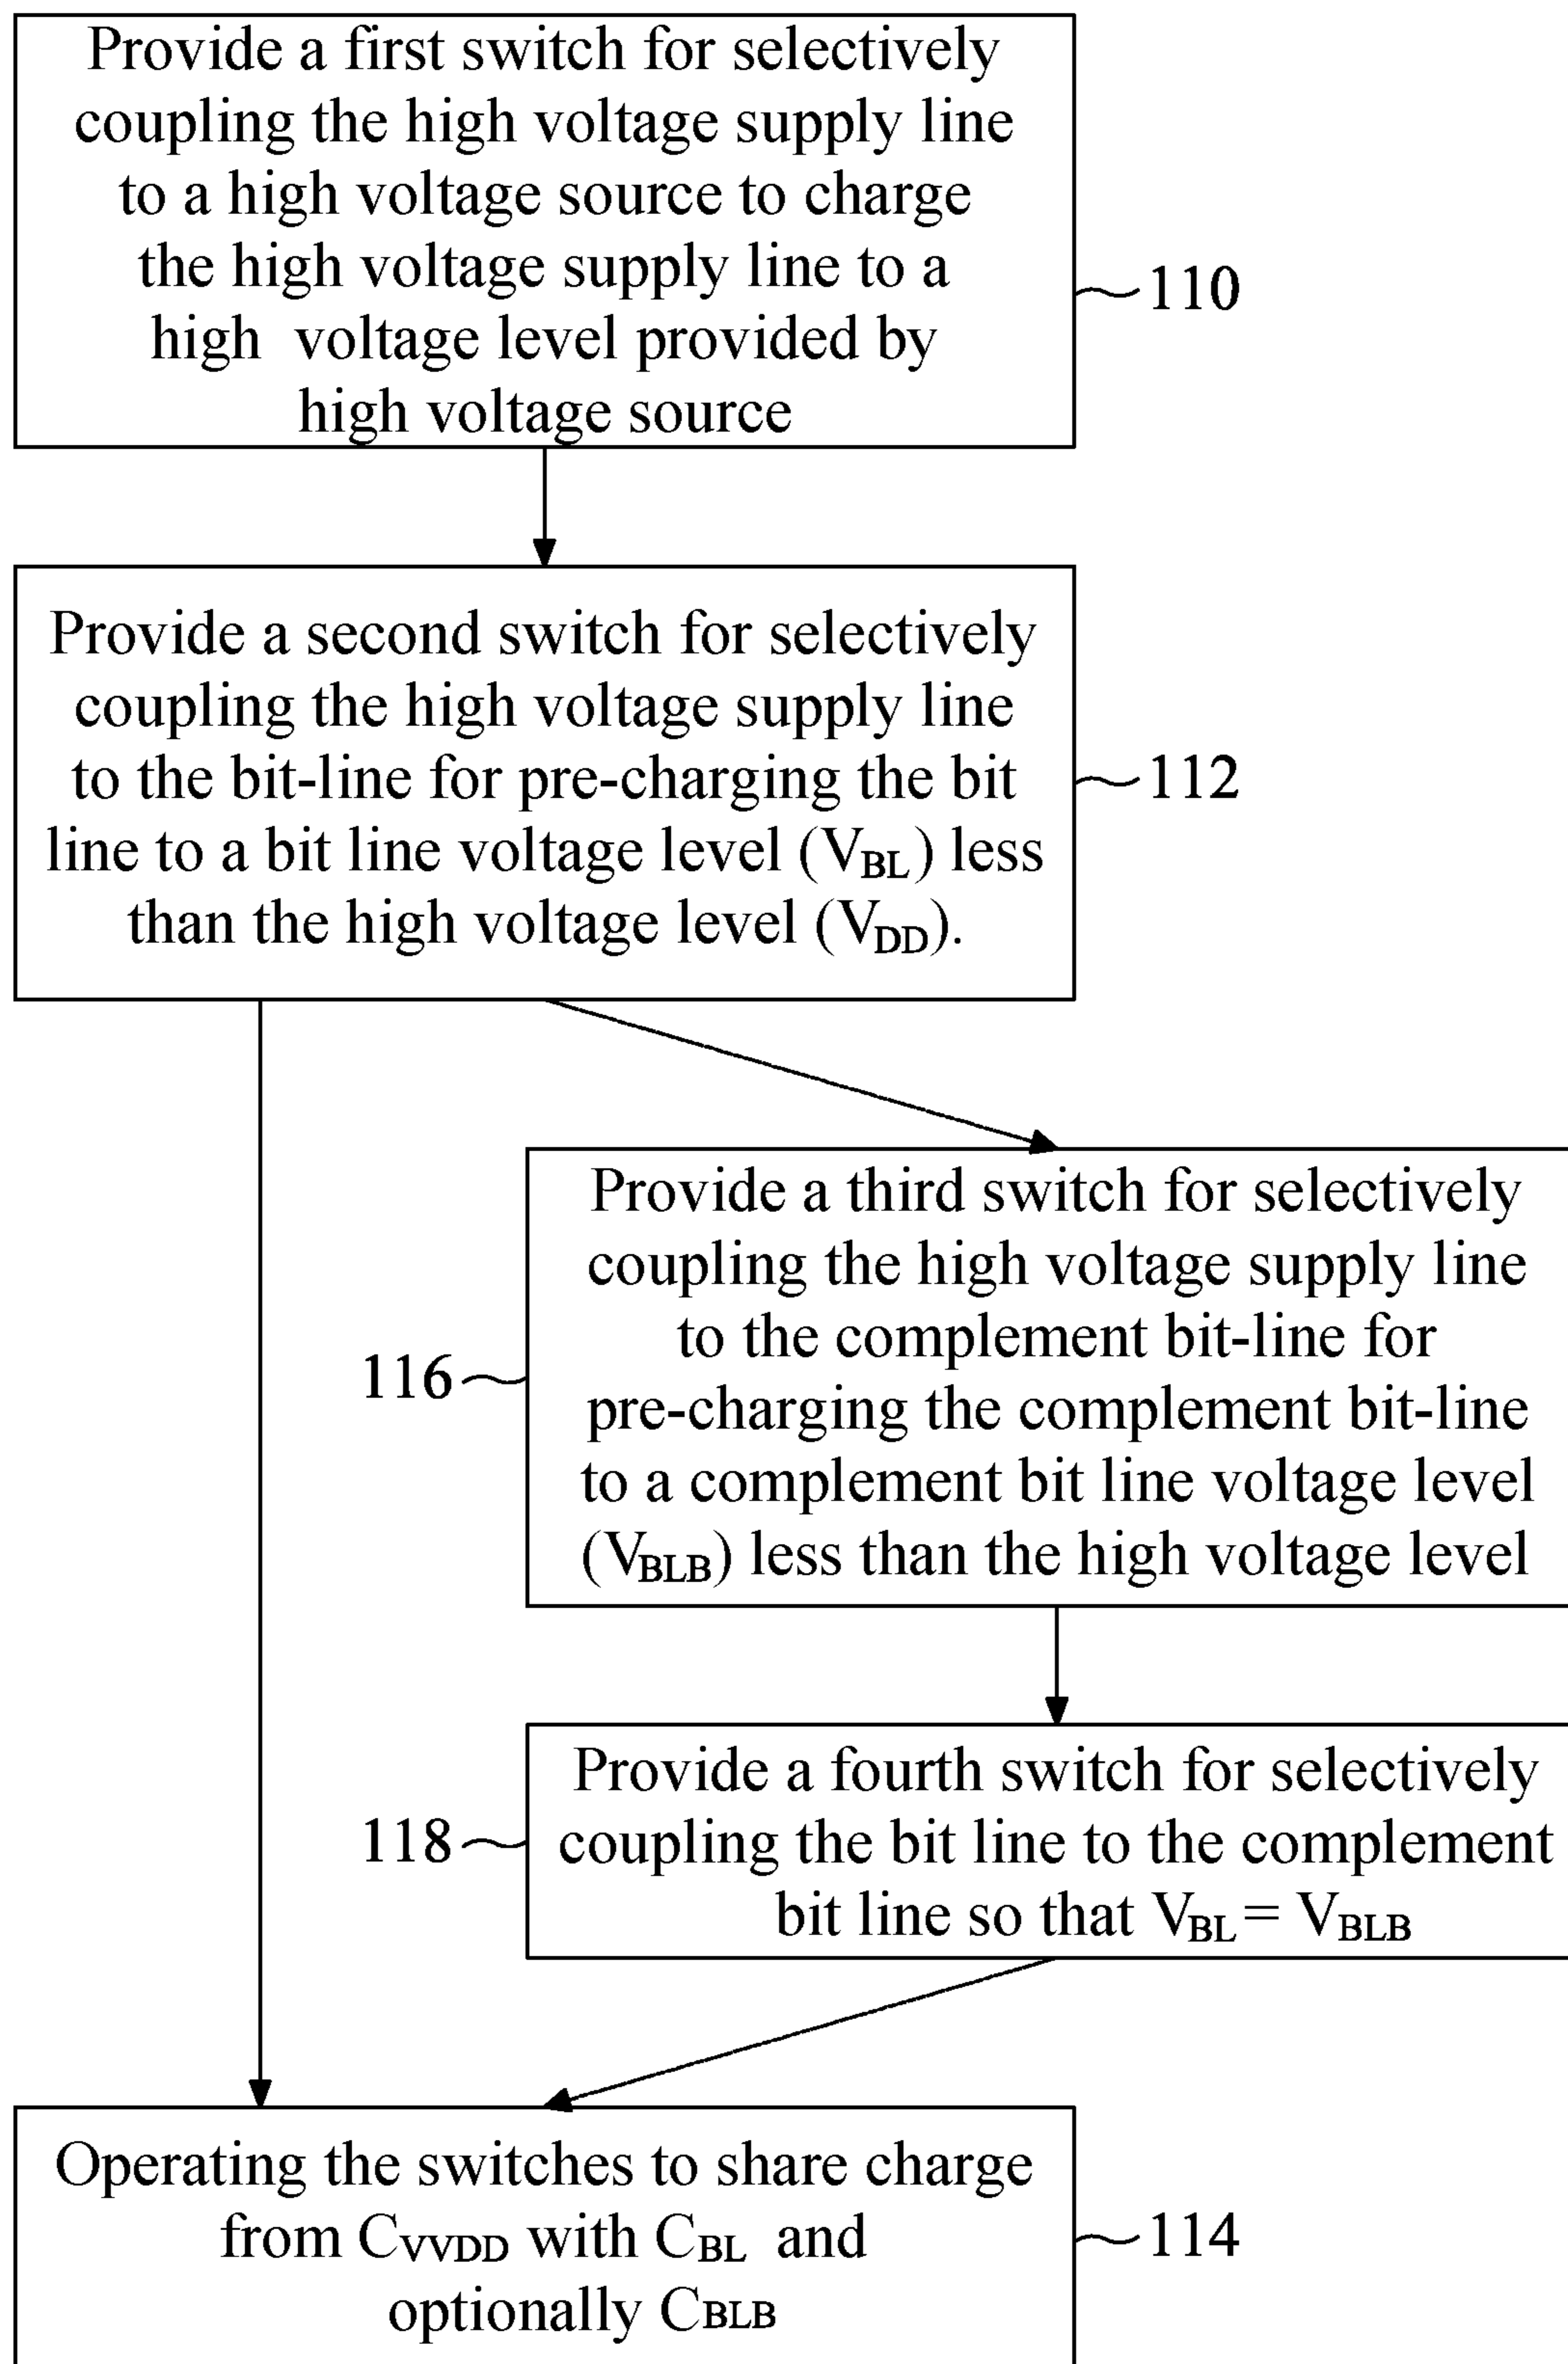 Provide a first switch for selectively
coupling the high voltage supply line
to a high voltage source to charge
the high voltage supply line to a
high voltage level provided by
high voltage source
110
Provide a second switch for selectively
coupling the high voltage supply line
to the bit-line for pre-charging the bit
line to a bit line voltage level (VBL) less
than the high voltage level (VDD).
112
Provide a third switch for selectively
coupling the high voltage supply line
to the complement bit-line for
pre-charging the complement bit-line
to a complement bit line voltage level
(VBLB) less than the high voltage level
116
Provide a fourth switch for selectively
coupling the bit line to the complement
bit line so that VBL = VBLB
118
Operating the switches to share charge
from CVVDD with CBL and
optionally CBLB
114